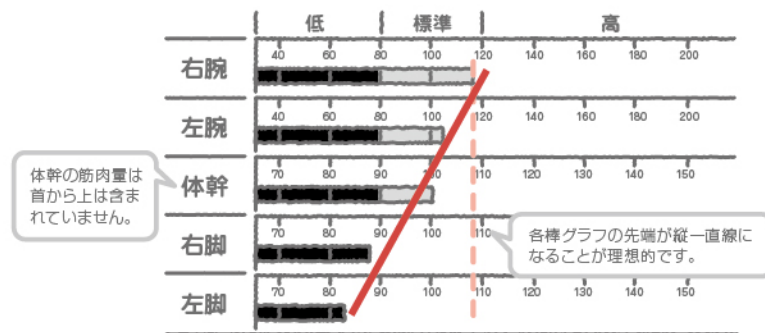 低 標準 高
右腕 40 60 80 100 120 140 160 180 200
左腕 40 60 80 100 120 140 160 180 200
体幹 70 80 90 100 110 120 130 140 150
右脚 70 80 90 100 110 120 130 140 150
左脚 70 80 90 100 110 120 130 140 150
体幹の筋肉量は
首から上は含ま
れていません。
各棒グラフの先端が縦一直線に
なることが理想的です。